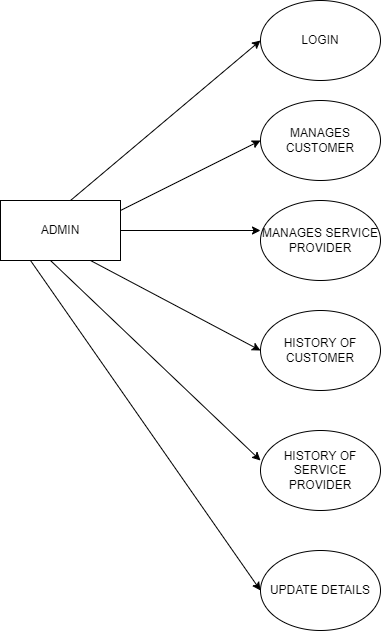 LOGIN
MANAGES
CUSTOMER
ADMIN
MANAGES SERVICE
PROVIDER
HISTORY OF
CUSTOMER
HISTORY OF
SERVICE
PROVIDER
UPDATE DETAILS